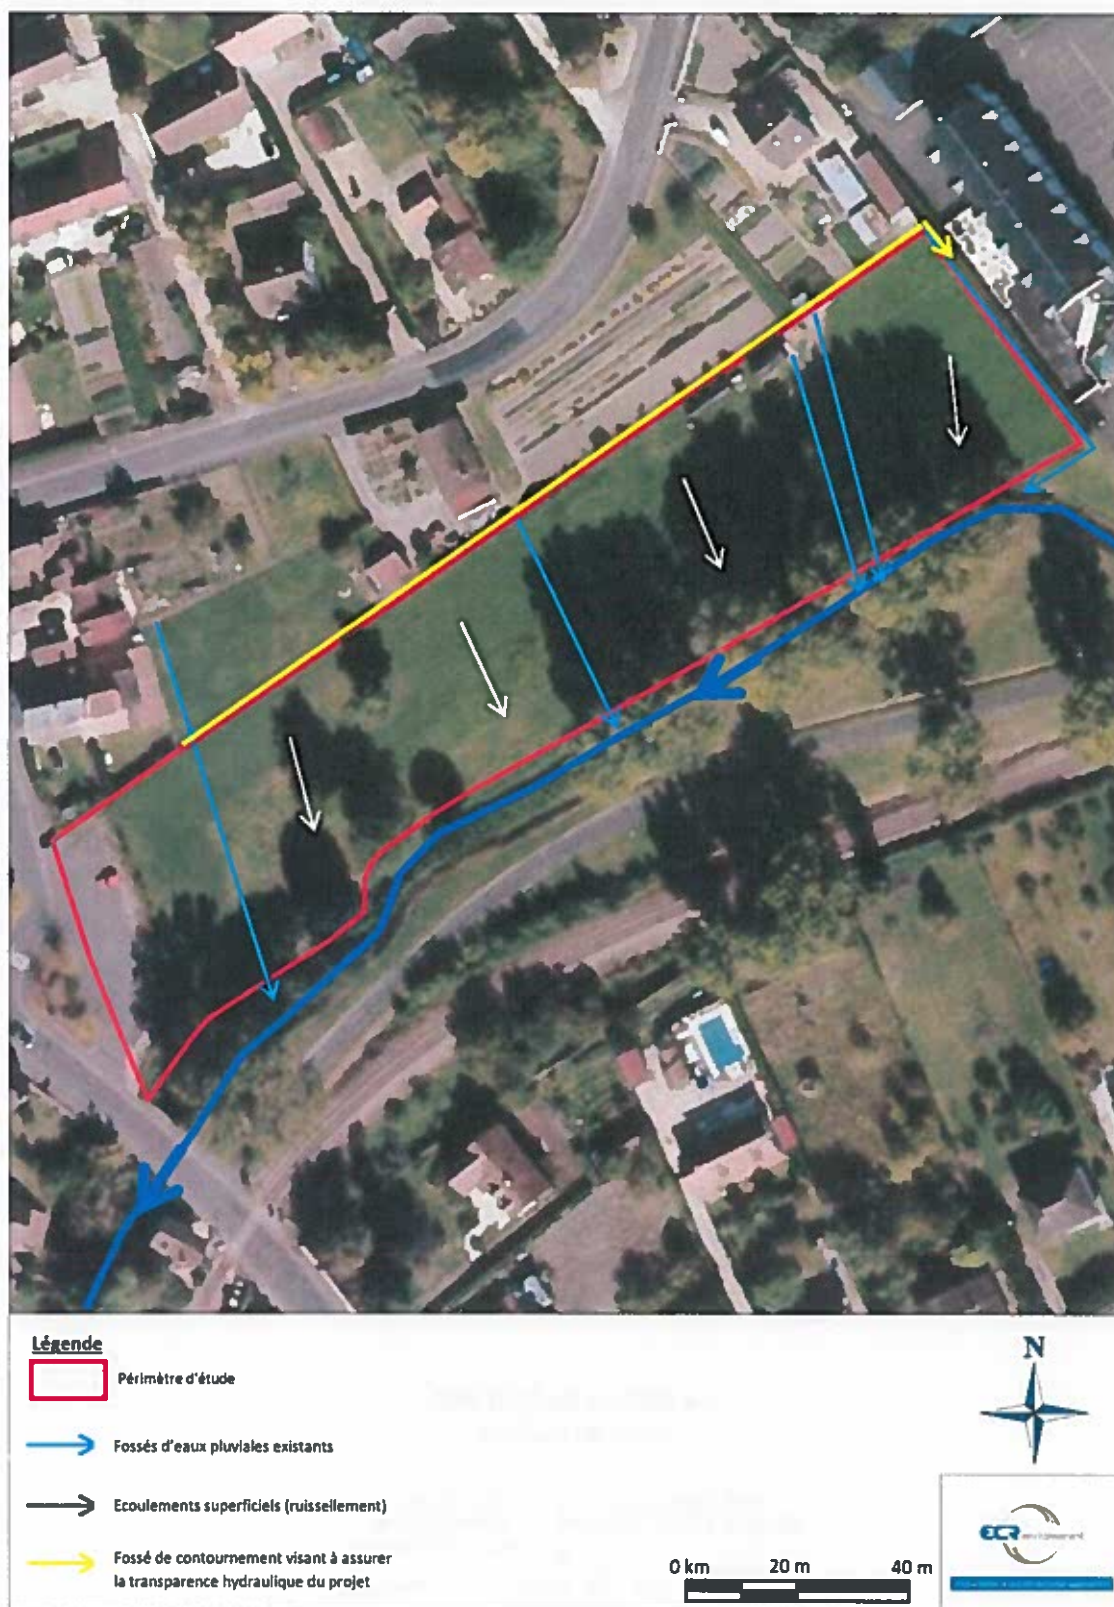 Légende
Périmètre d'étude
Fossés d'eaux pluviales existants
Ecoulements superficiels (ruissellement)
Fossé de contournement visant à assurer
la transparence hydraulique du projet
N
0 km 20 m 40 m
ECR environnement